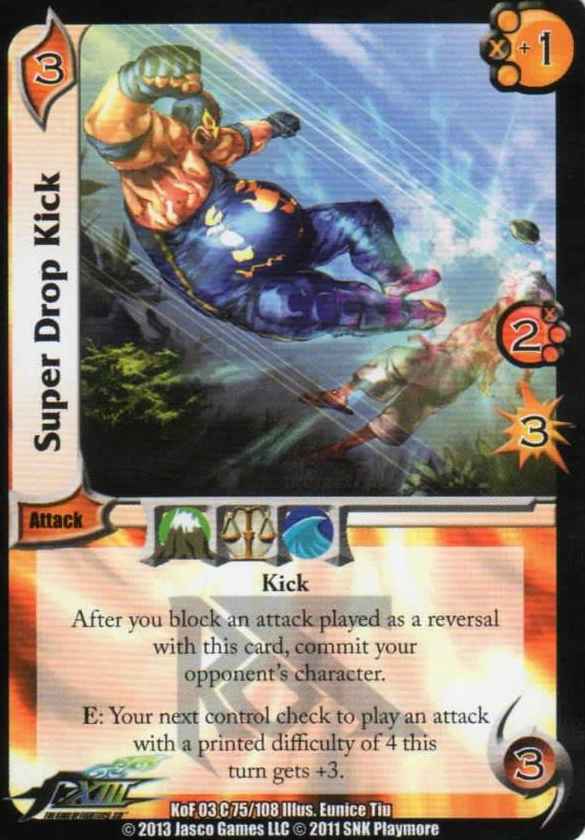 3
+1
Super Drop Kick
2
3
Attack
Kick
After you block an attack played as a reversal
with this card, commit your
opponent's character.
E: Your next control check to play an attack
with a printed difficulty of 4 this
turn gets +3.
3
XIII
KoF 03 C 75/108 Illus. Eunice Tiu
© 2013 Jasco Games LLC © 2011 SNK Playmore